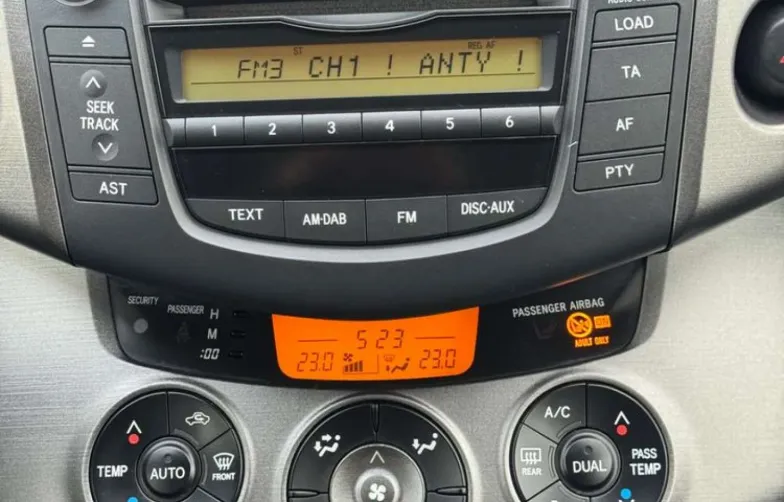 LOAD
ST
REG AF
FM3 CH1 ! ANTY !
SEEK
TRACK
TA
1 2 3 4 5 6
AF
AST
PTY
TEXT AM·DAB FM DISC·AUX
SECURITY
PASSENGER H
M
:00
5 23
23.0 23.0
PASSENGER AIRBAG
ADULT ONLY
TEMP AUTO
FRONT
A/C
REAR
DUAL
PASS
TEMP